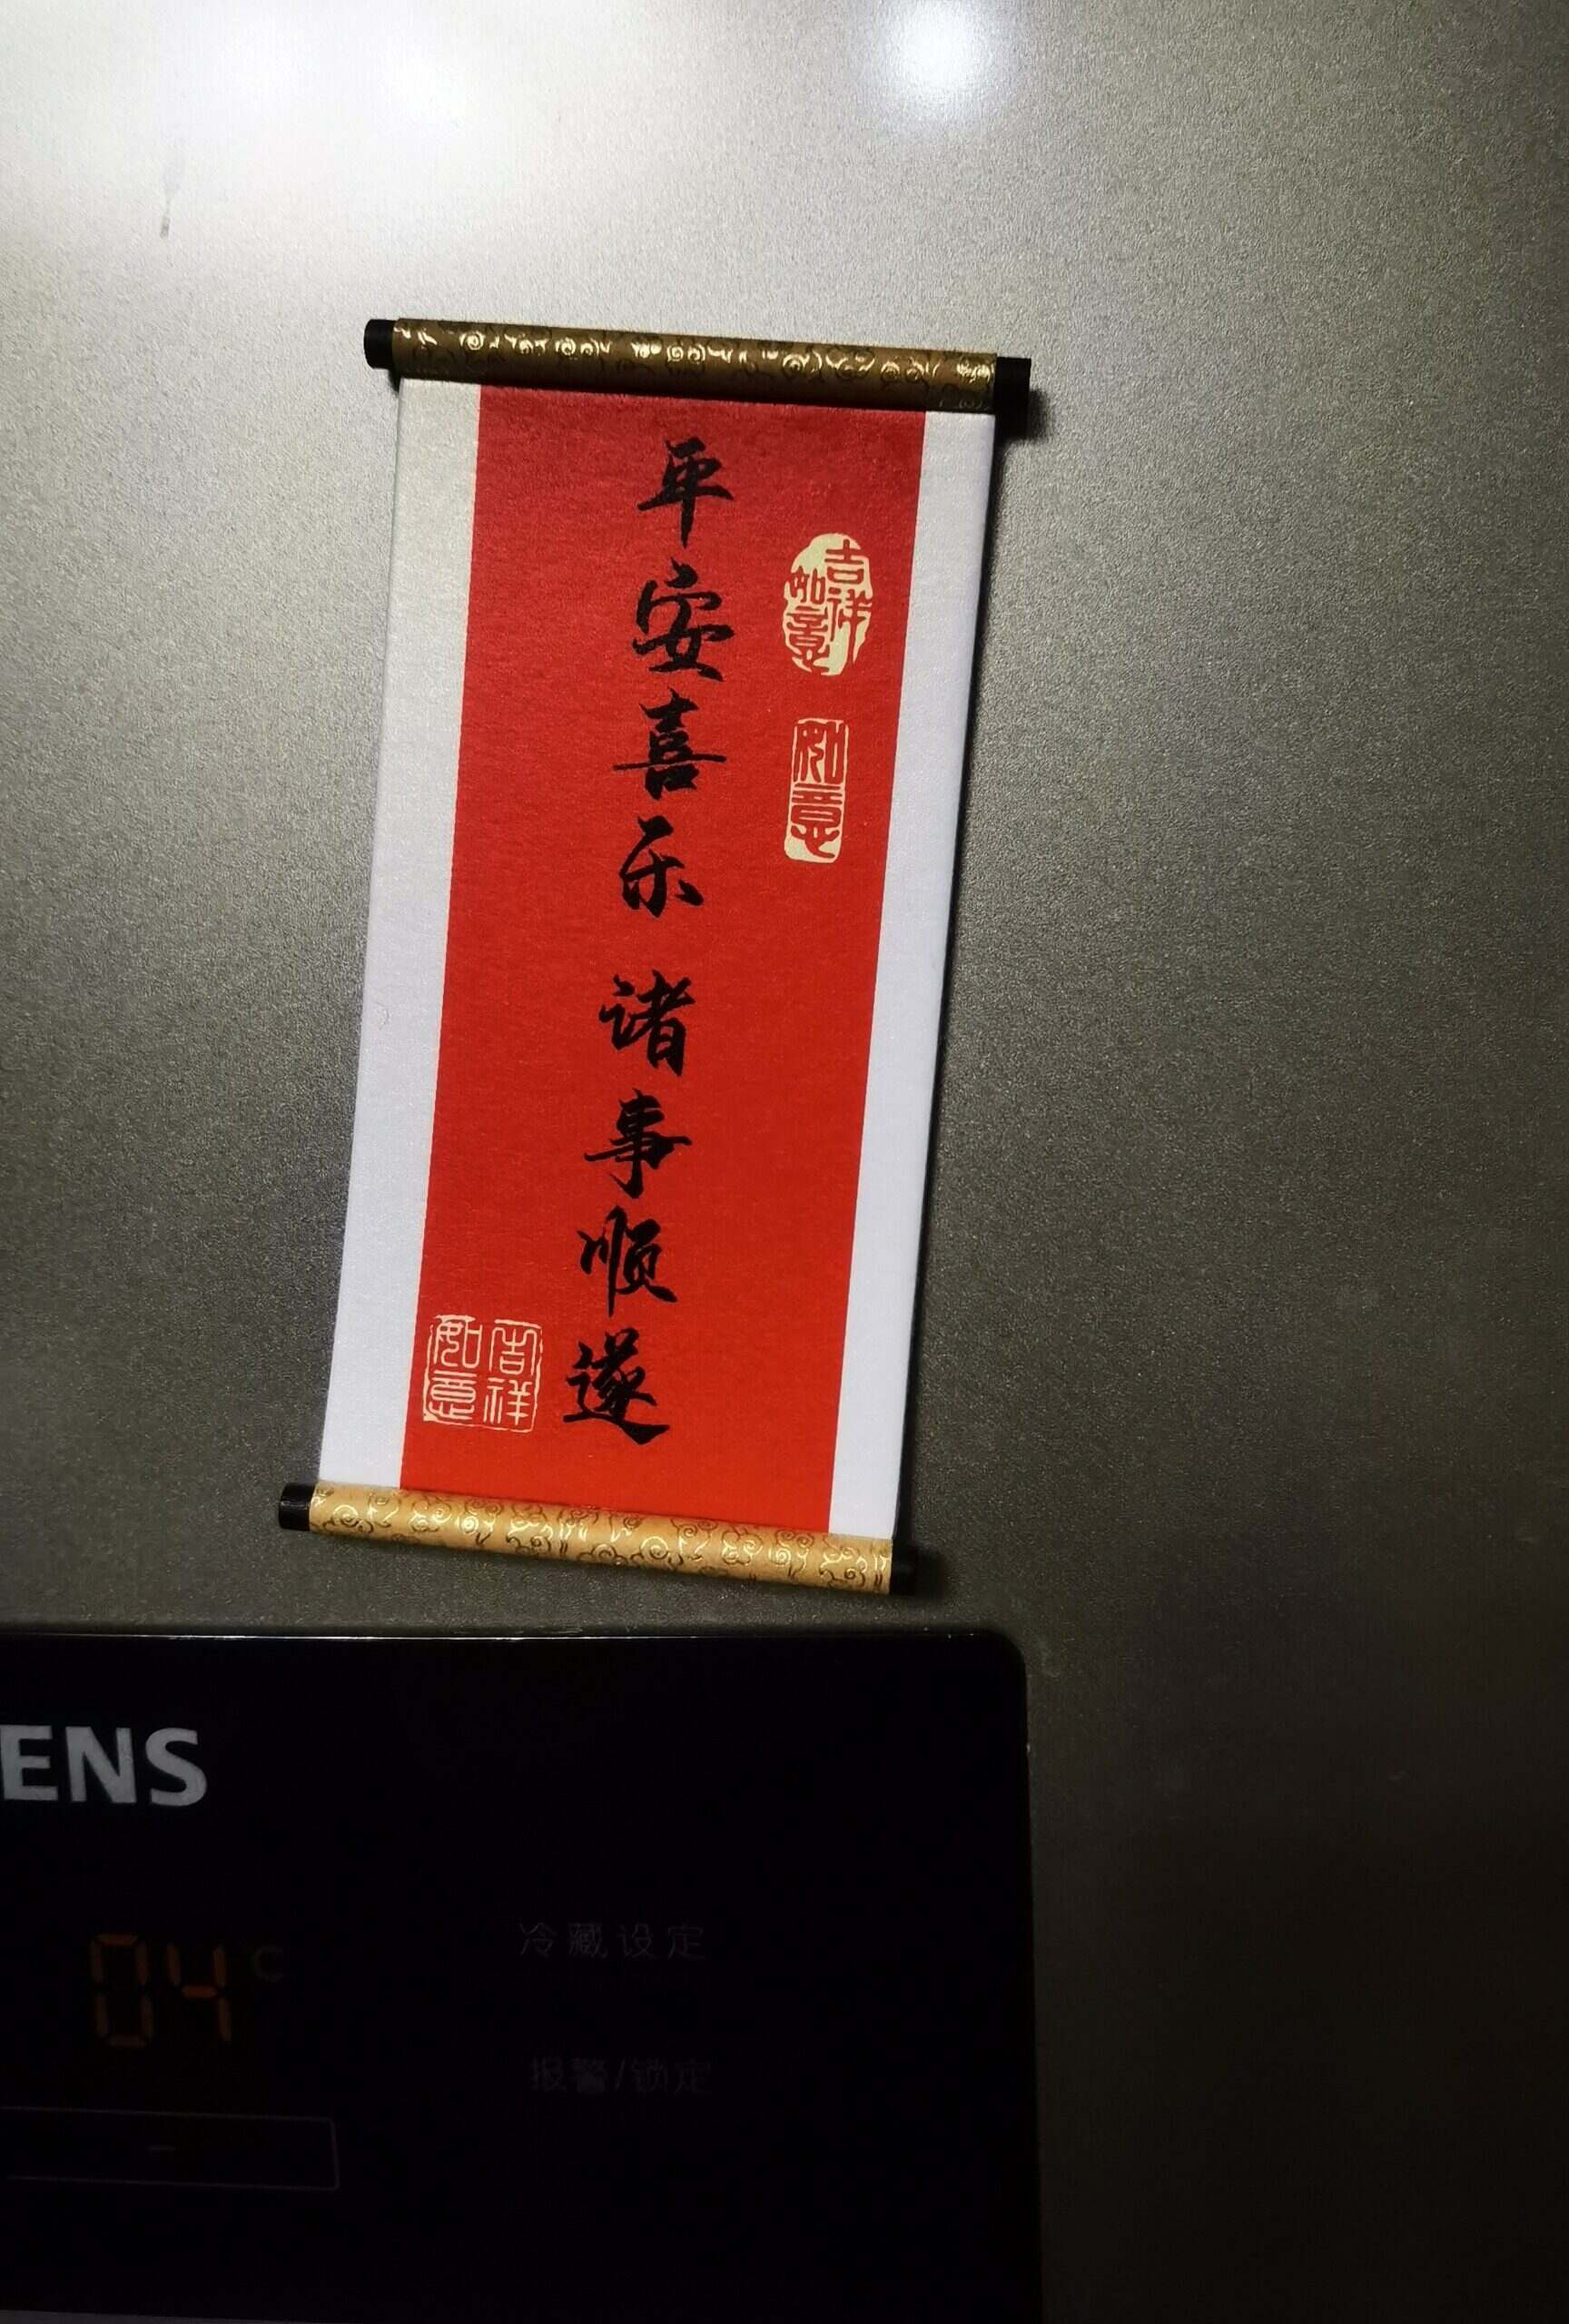 平安喜乐 诸事顺遂
吉祥
如意
如意
吉祥
如意
ENS
04°C
冷藏设定
报警/锁定